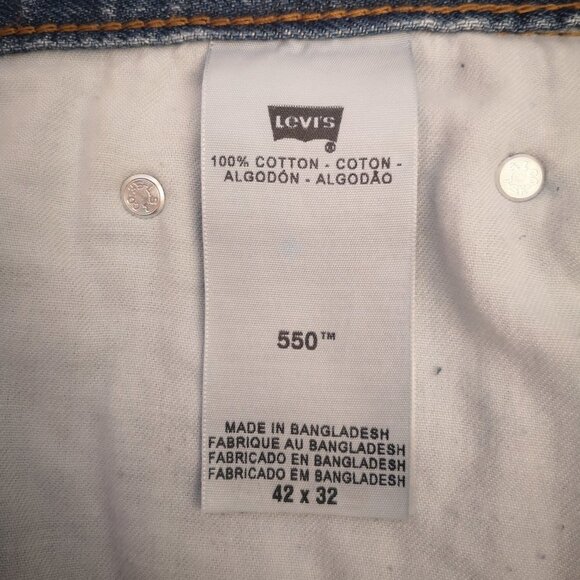 Levi's
100% COTTON - COTON -
ALGODÓN - ALGODÃO
550™
MADE IN BANGLADESH
FABRIQUE AU BANGLADESH
FABRICADO EN BANGLADESH
FABRICADO EM BANGLADESH
42 x 32